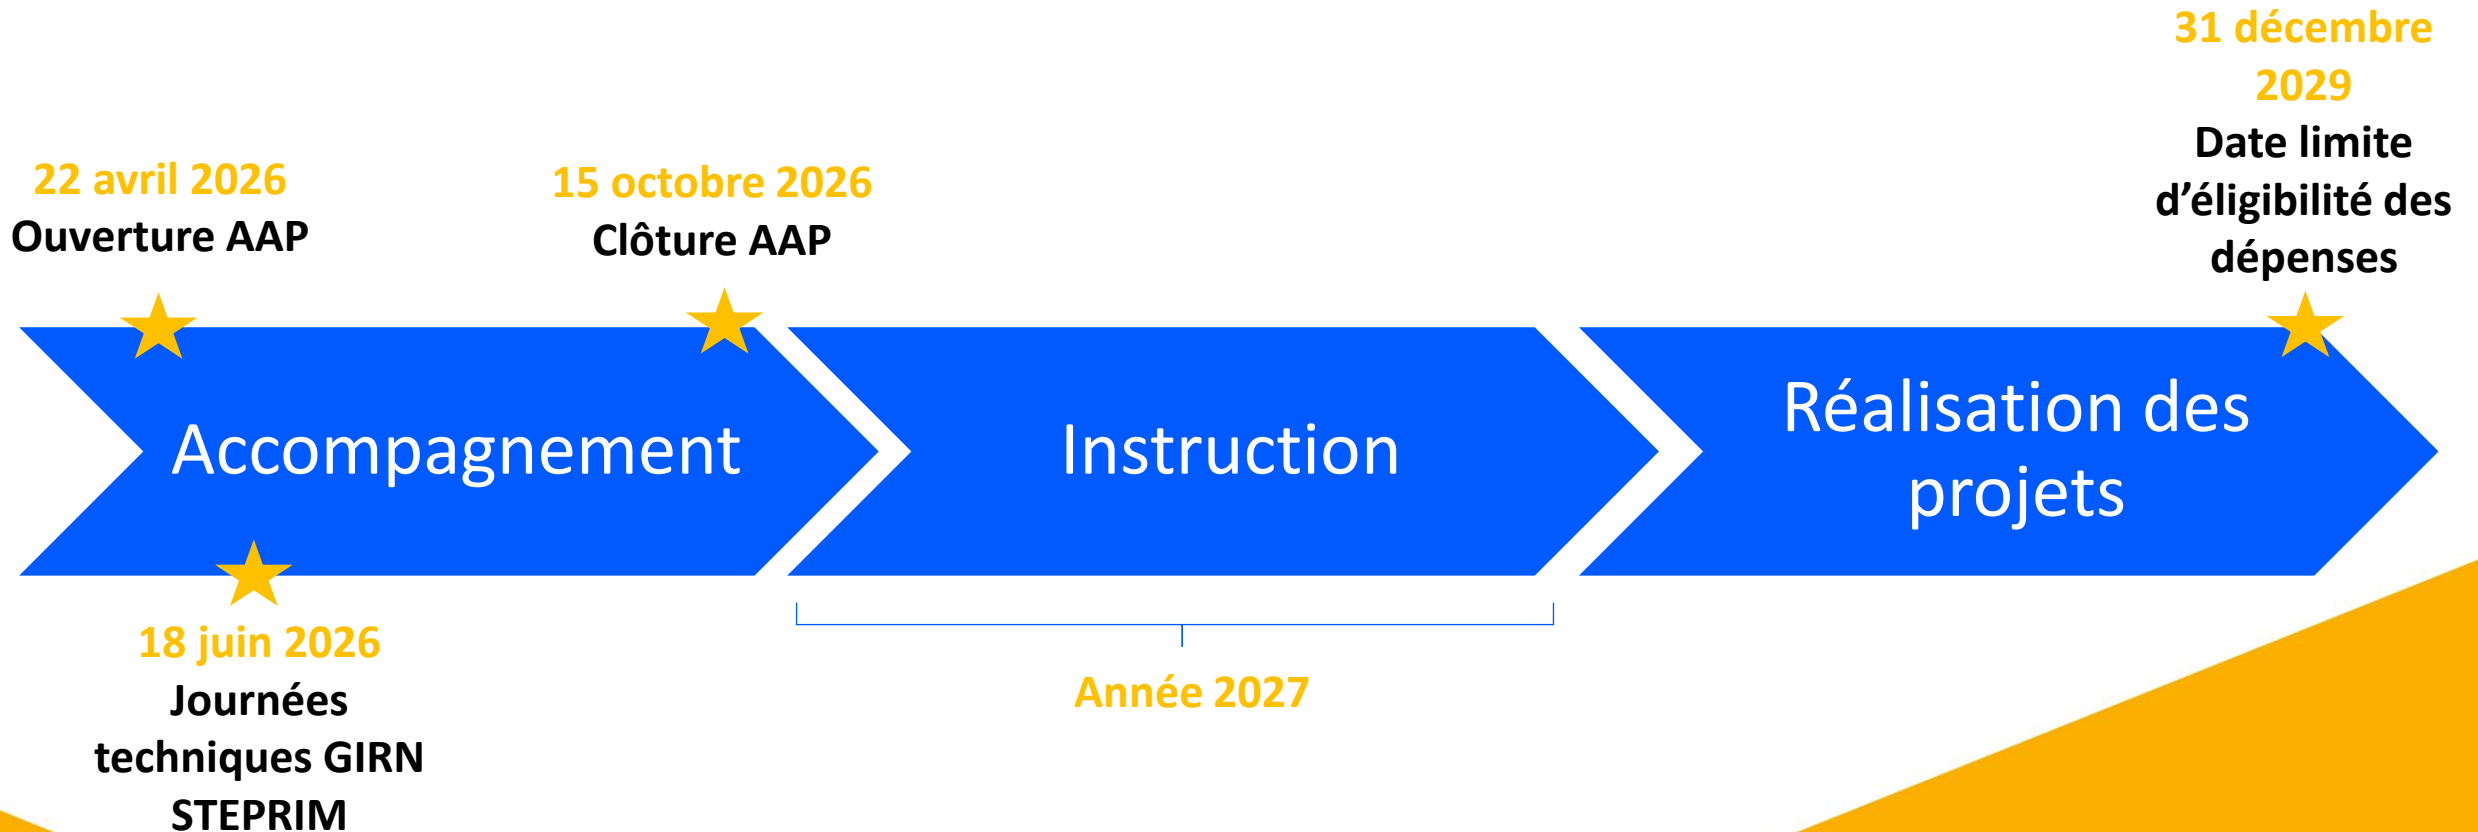 22 avril 2026
Ouverture AAP
15 octobre 2026
Clôture AAP
31 décembre
2029
Date limite
d’éligibilité des
dépenses
Accompagnement
Instruction
Réalisation des
projets
18 juin 2026
Journées
techniques GIRN
STEPRIM
Année 2027